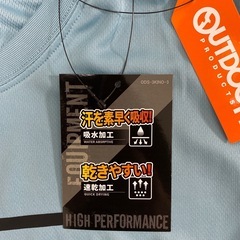 OUTDOOR
PRODUCTS
EQUIPMENT
汗を素早く吸収!
吸水加工
WATER ABSORPTIVE
乾きやすい!!
速乾加工
QUICK DRYING
HIGH PERFORMANCE